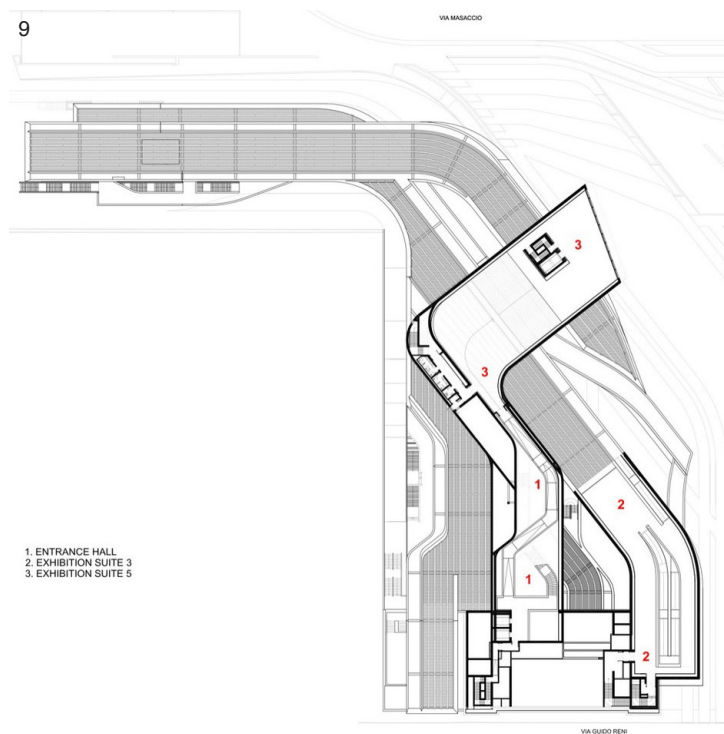 9
VIA MASACCIO
3
3
1
2
1
1. ENTRANCE HALL
2. EXHIBITION SUITE 3
3. EXHIBITION SUITE 5
2
VIA GUIDO RENI